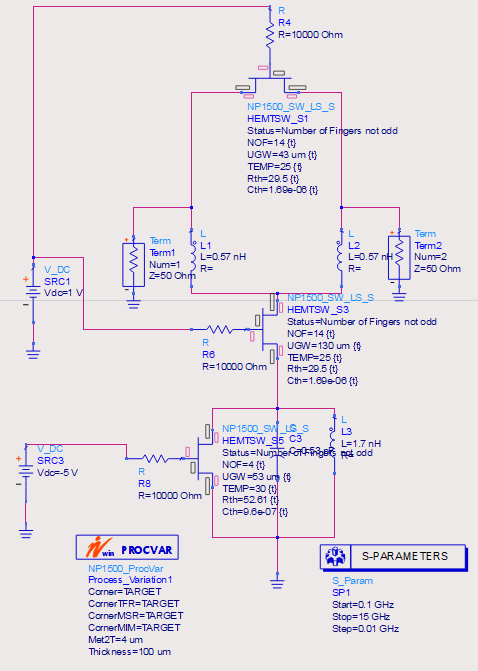 R
R4
R=10000 Ohm
NP1500_SW_LS_S
HEMTSW_S1
Status=Number of Fingers not odd
NOF=14 {t}
UGW=43 um {t}
TEMP=25 {t}
Rth=29.5 {t}
Cth=1.69e-06 {t}
Term
Term1
Num=1
Z=50 Ohm
L
L1
L=0.57 nH
R=
L
L2
L=0.57 nH
R=
Term
Term2
Num=2
Z=50 Ohm
V_DC
SRC1
Vdc=1 V
NP1500_SW_LS_S
HEMTSW_S3
Status=Number of Fingers not odd
NOF=14 {t}
UGW=130 um {t}
TEMP=25 {t}
Rth=29.5 {t}
Cth=1.69e-06 {t}
R
R6
R=10000 Ohm
V_DC
SRC3
Vdc=-5 V
R
R8
R=10000 Ohm
NP1500_SW_LS_S
HEMTSW_S5
Status=Number of Fingers not odd
NOF=4 {t}
UGW=53 um {t}
TEMP=30 {t}
Rth=52.61 {t}
Cth=9.6e-07 {t}
C
C3
L
L3
L=1.7 nH
R=
win PROCVAR
NP1500_ProcVar
Process_Variation1
Corner=TARGET
CornerTFR=TARGET
CornerMSR=TARGET
CornerMIM=TARGET
Met2T=4 um
Thickness=100 um
S-PARAMETERS
S_Param
SP1
Start=0.1 GHz
Stop=15 GHz
Step=0.01 GHz